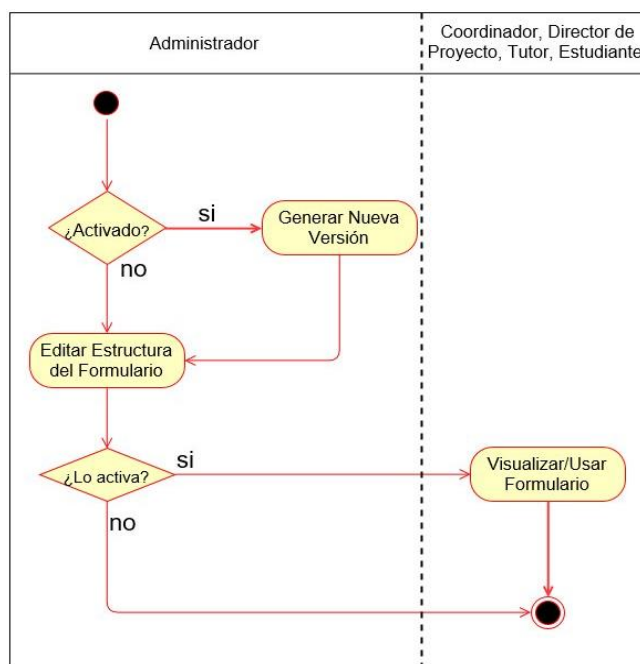 Administrador
Coordinador, Director de
Proyecto, Tutor, Estudiante
¿Activado?
si
Generar Nueva
Versión
no
Editar Estructura
del Formulario
¿Lo activa?
si
Visualizar/Usar
Formulario
no